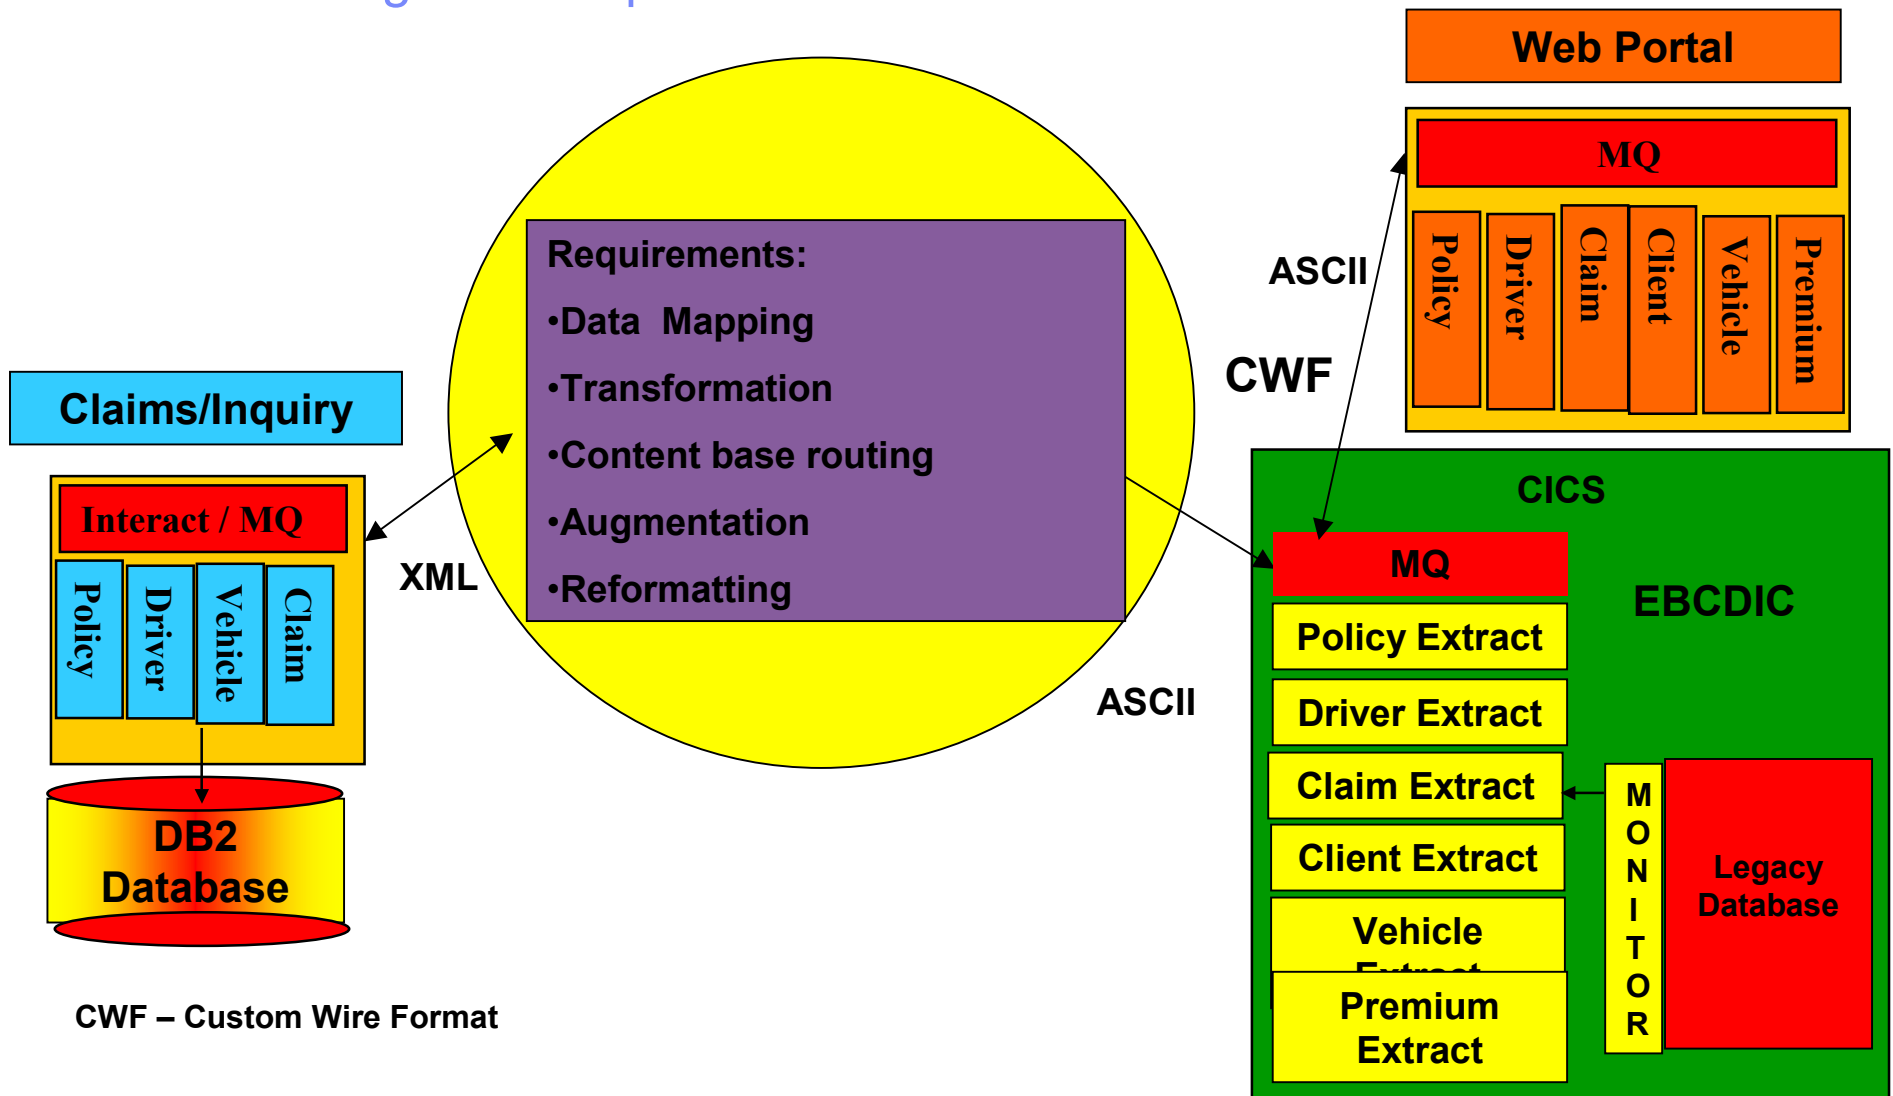 Web Portal
MQ
Policy
Driver
Claim
Client
Vehicle
Premium
ASCII
CWF
Requirements:
•Data Mapping
•Transformation
•Content base routing
•Augmentation
•Reformatting
Claims/Inquiry
Interact / MQ
Policy
Driver
Vehicle
Claim
XML
ASCII
DB2
Database
CWF – Custom Wire Format
CICS
MQ
EBCDIC
Policy Extract
Driver Extract
Claim Extract
Client Extract
Vehicle
Extract
Premium
Extract
MONITOR
Legacy
Database